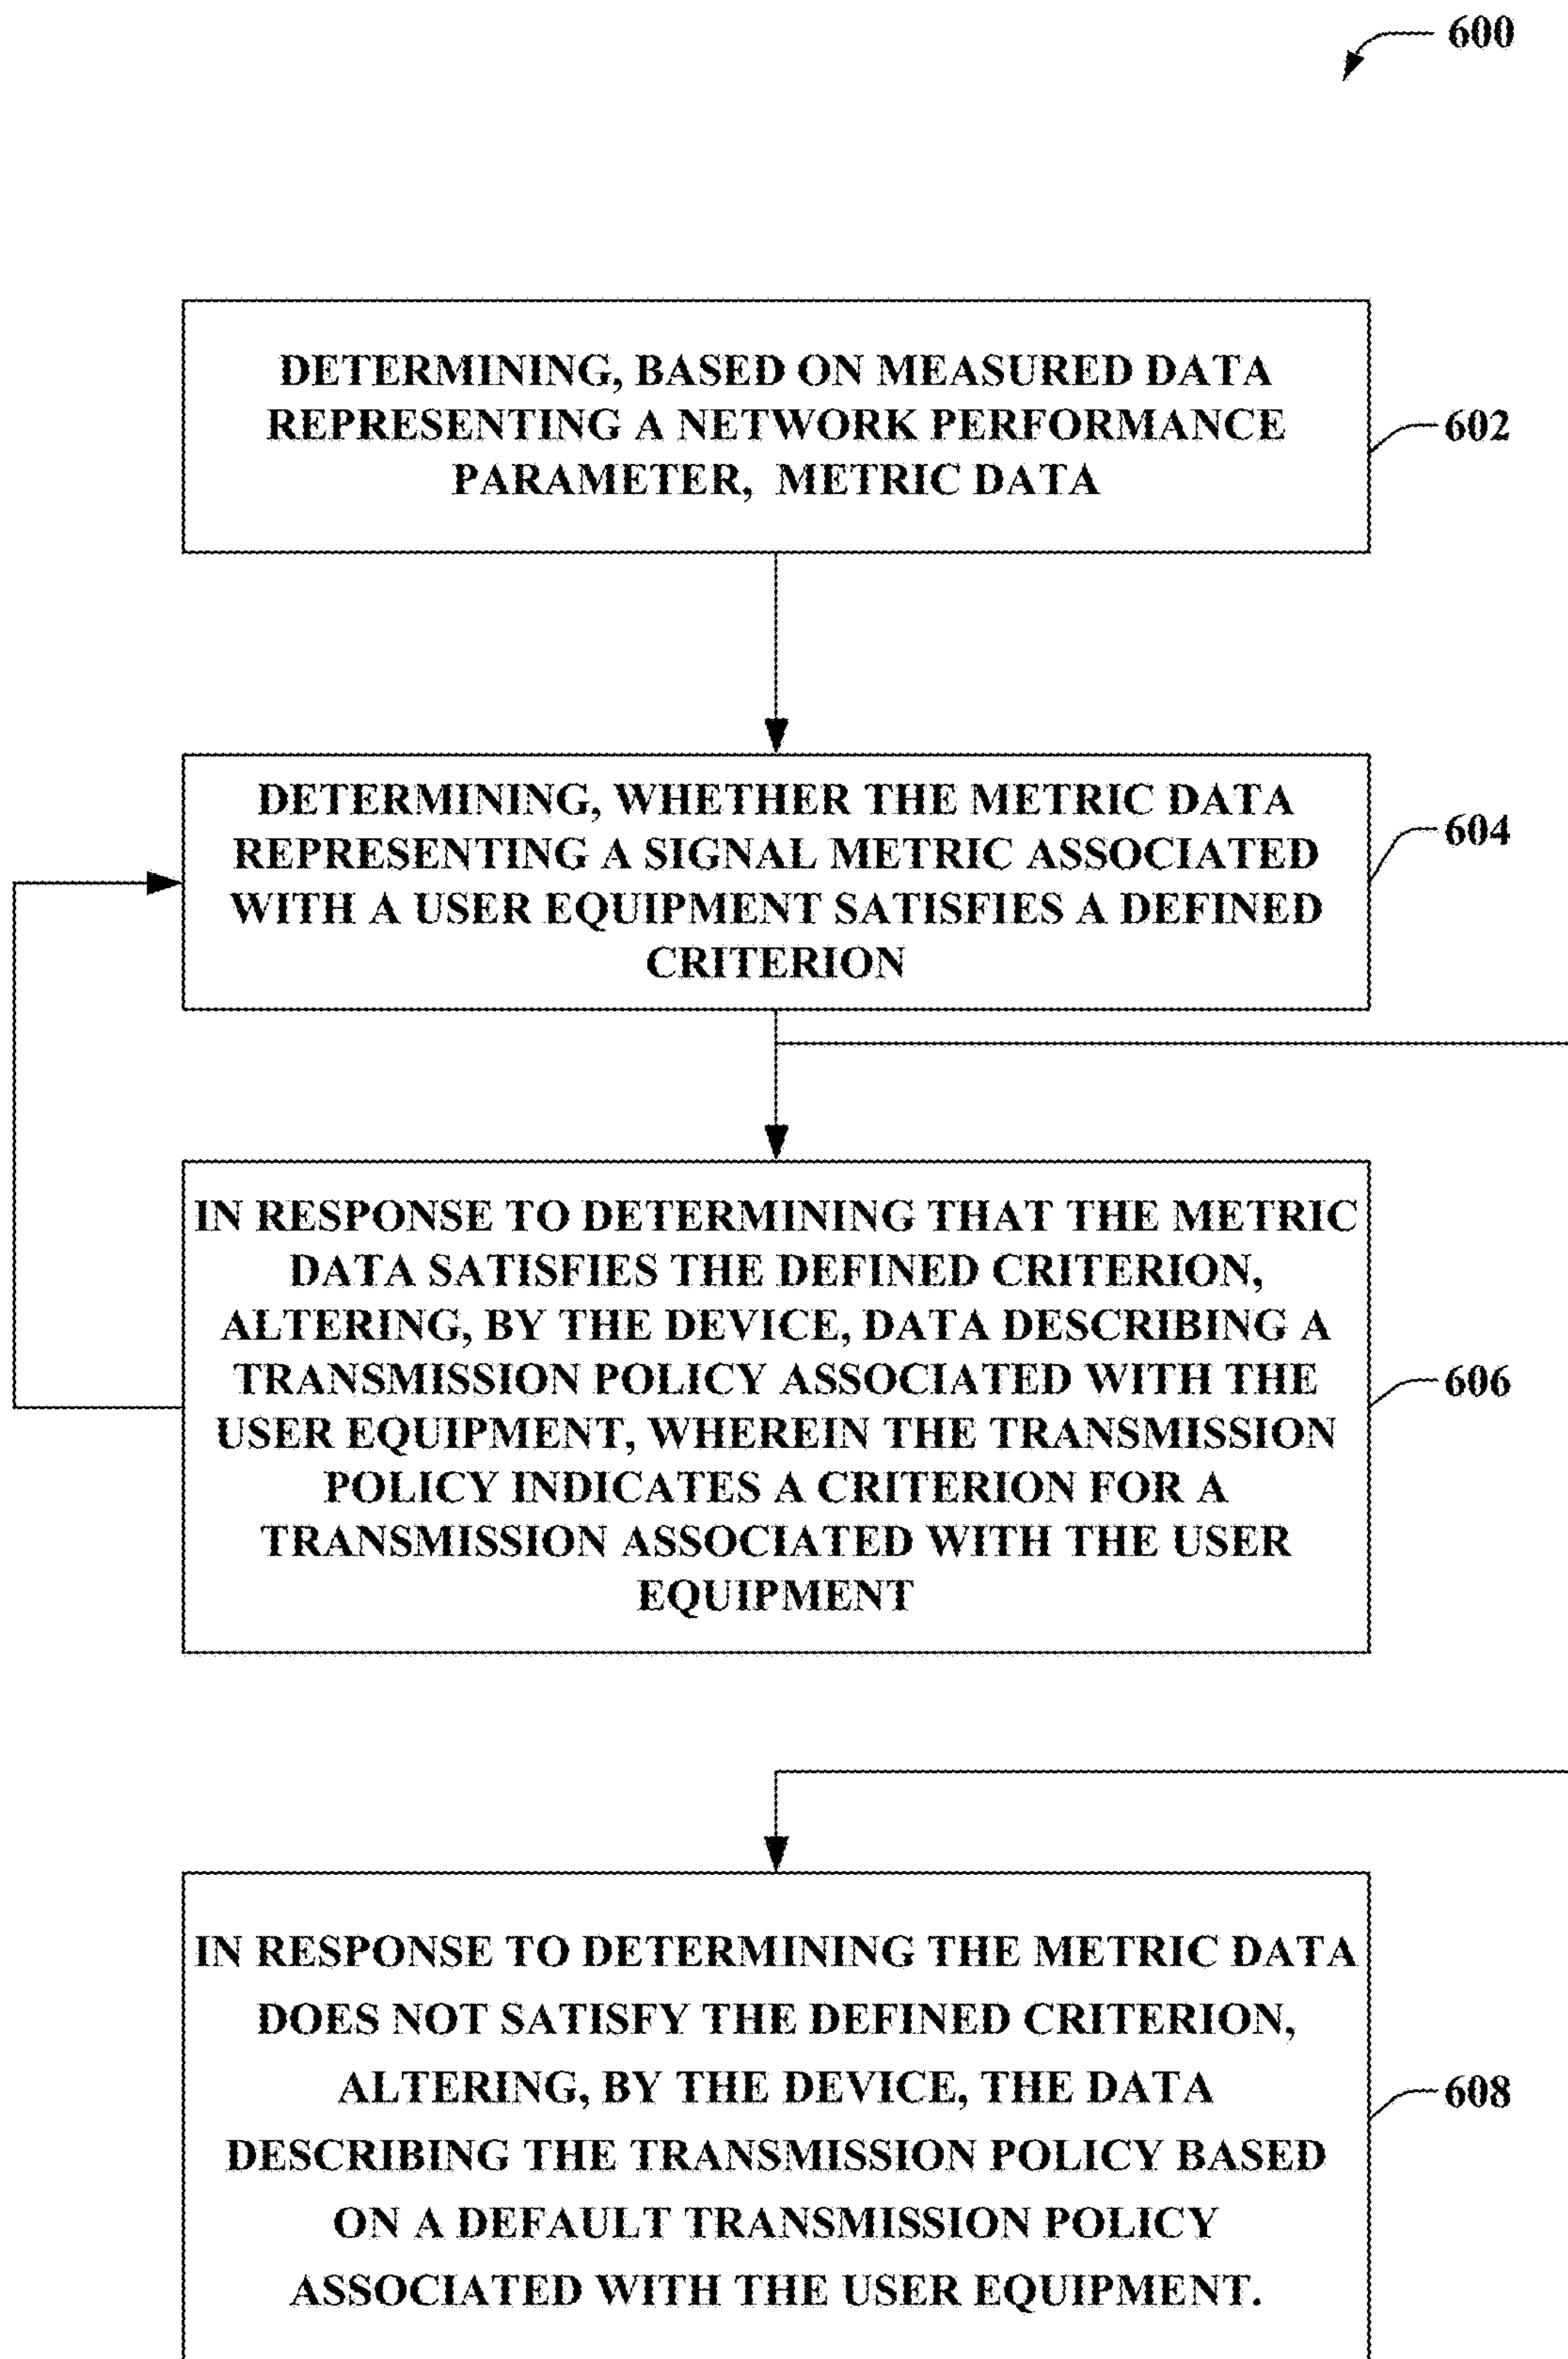 600
DETERMINING, BASED ON MEASURED DATA
REPRESENTING A NETWORK PERFORMANCE
PARAMETER, METRIC DATA
602
DETERMINING, WHETHER THE METRIC DATA
REPRESENTING A SIGNAL METRIC ASSOCIATED
WITH A USER EQUIPMENT SATISFIES A DEFINED
CRITERION
604
IN RESPONSE TO DETERMINING THAT THE METRIC
DATA SATISFIES THE DEFINED CRITERION,
ALTERING, BY THE DEVICE, DATA DESCRIBING A
TRANSMISSION POLICY ASSOCIATED WITH THE
USER EQUIPMENT, WHEREIN THE TRANSMISSION
POLICY INDICATES A CRITERION FOR A
TRANSMISSION ASSOCIATED WITH THE USER
EQUIPMENT
606
IN RESPONSE TO DETERMINING THE METRIC DATA
DOES NOT SATISFY THE DEFINED CRITERION,
ALTERING, BY THE DEVICE, THE DATA
DESCRIBING THE TRANSMISSION POLICY BASED
ON A DEFAULT TRANSMISSION POLICY
ASSOCIATED WITH THE USER EQUIPMENT.
608